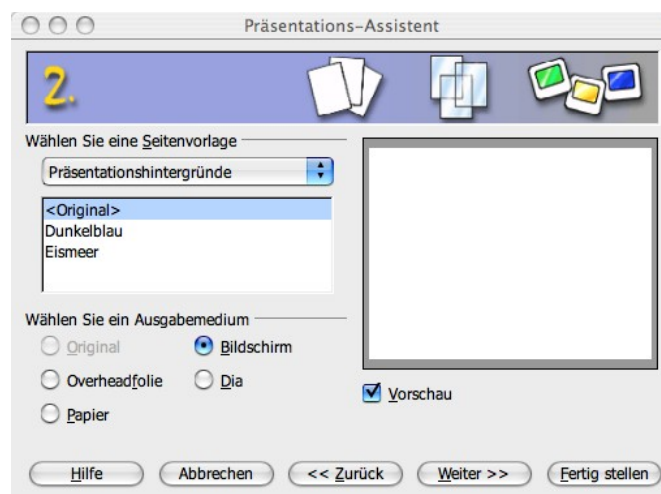 Präsentations-Assistent
2.
Wählen Sie eine Seitenvorlage
Präsentationshintergründe
<Original>
Dunkelblau
Eismeer
Wählen Sie ein Ausgabemedium
Original
Bildschirm
Overheadfolie
Dia
Papier
Vorschau
Hilfe
Abbrechen
<< Zurück
Weiter >>
Fertig stellen